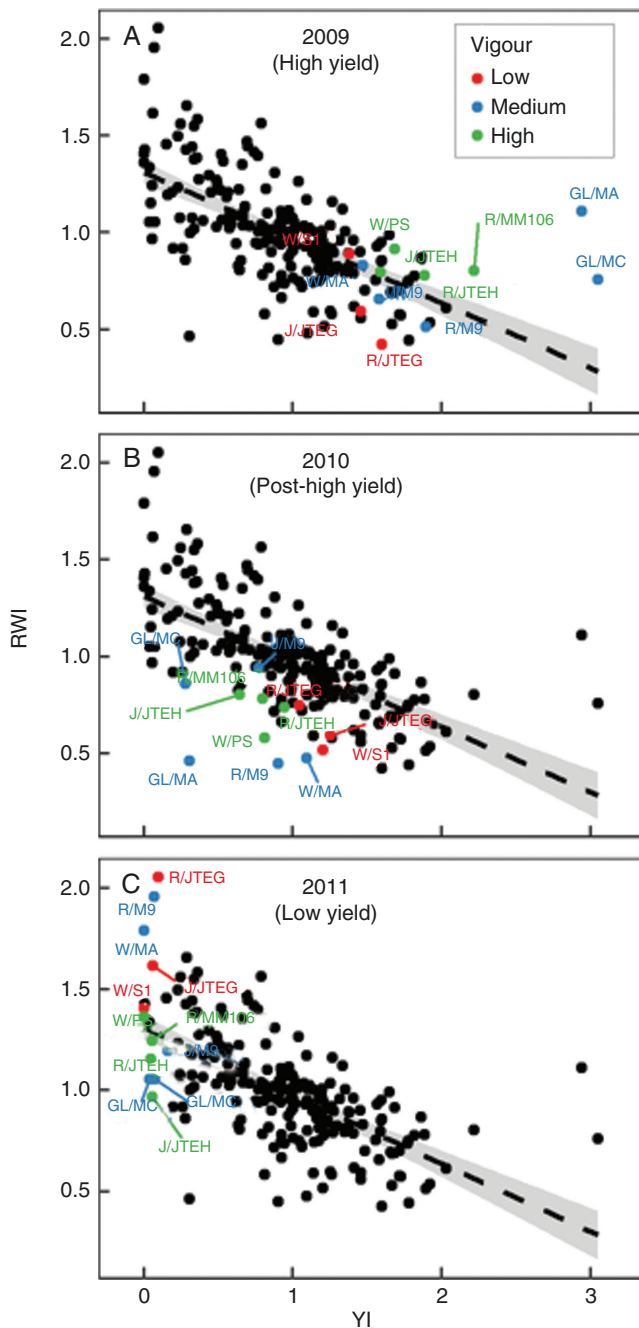 A
2009
(High yield)
Vigour
Low
Medium
High
2.0
1.5
1.0
0.5
GL/MA
R/MM106
W/PS
W/S1
J/JTEH
GL/MC
W/MA
J/M9
R/JTEH
J/JTEG
R/M9
R/JTEG
B
2010
(Post-high yield)
2.0
1.5
1.0
0.5
RWI
GL/MC
J/M9
R/MM106
R/JTEG
J/JTEH
R/JTEH
J/JTEG
W/PS
W/S1
GL/MA
R/M9
W/MA
C
2011
(Low yield)
2.0
1.5
1.0
0.5
R/JTEG
R/M9
W/MA
W/S1
J/JTEG
W/PS
R/MM106
R/JTEH
J/M9
GL/MC
GL/MC
J/JTEH
0
1
2
3
YI